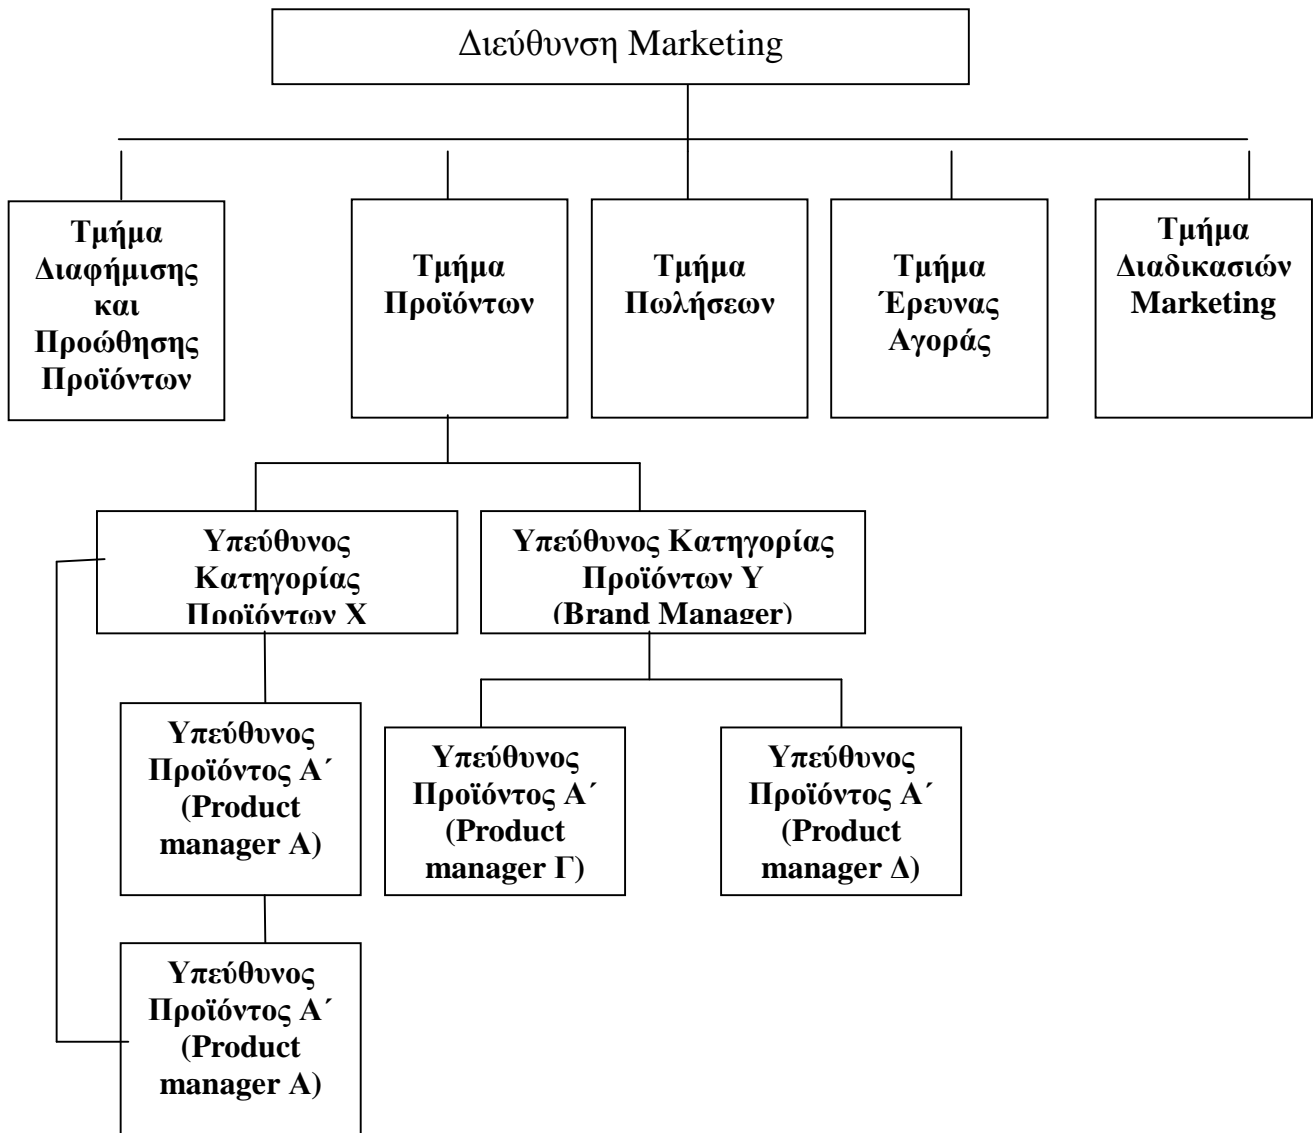 Διεύθυνση Marketing
Τμήμα
Διαφήμισης
και
Προώθησης
Προϊόντων
Τμήμα
Προϊόντων
Τμήμα
Πωλήσεων
Τμήμα
Έρευνας
Αγοράς
Τμήμα
Διαδικασιών
Marketing
Υπεύθυνος
Κατηγορίας
Προϊόντων Χ
Υπεύθυνος Κατηγορίας
Προϊόντων Υ
(Brand Manager)
Υπεύθυνος
Προϊόντος Α΄
(Product
manager Α)
Υπεύθυνος
Προϊόντος Α΄
(Product
manager Γ)
Υπεύθυνος
Προϊόντος Α΄
(Product
manager Δ)
Υπεύθυνος
Προϊόντος Α΄
(Product
manager Α)